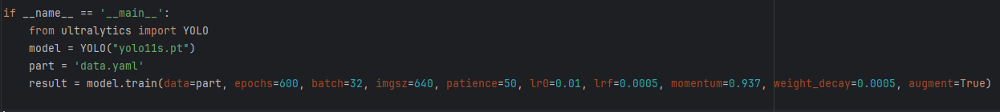 if __name__ == '__main__':
    from ultralytics import YOLO
    model = YOLO("yolo11s.pt")
    part = 'data.yaml'
    result = model.train(data=part, epochs=600, batch=32, imgsz=640, patience=50, lr0=0.01, lrf=0.0005, momentum=0.937, weight_decay=0.0005, augment=True)